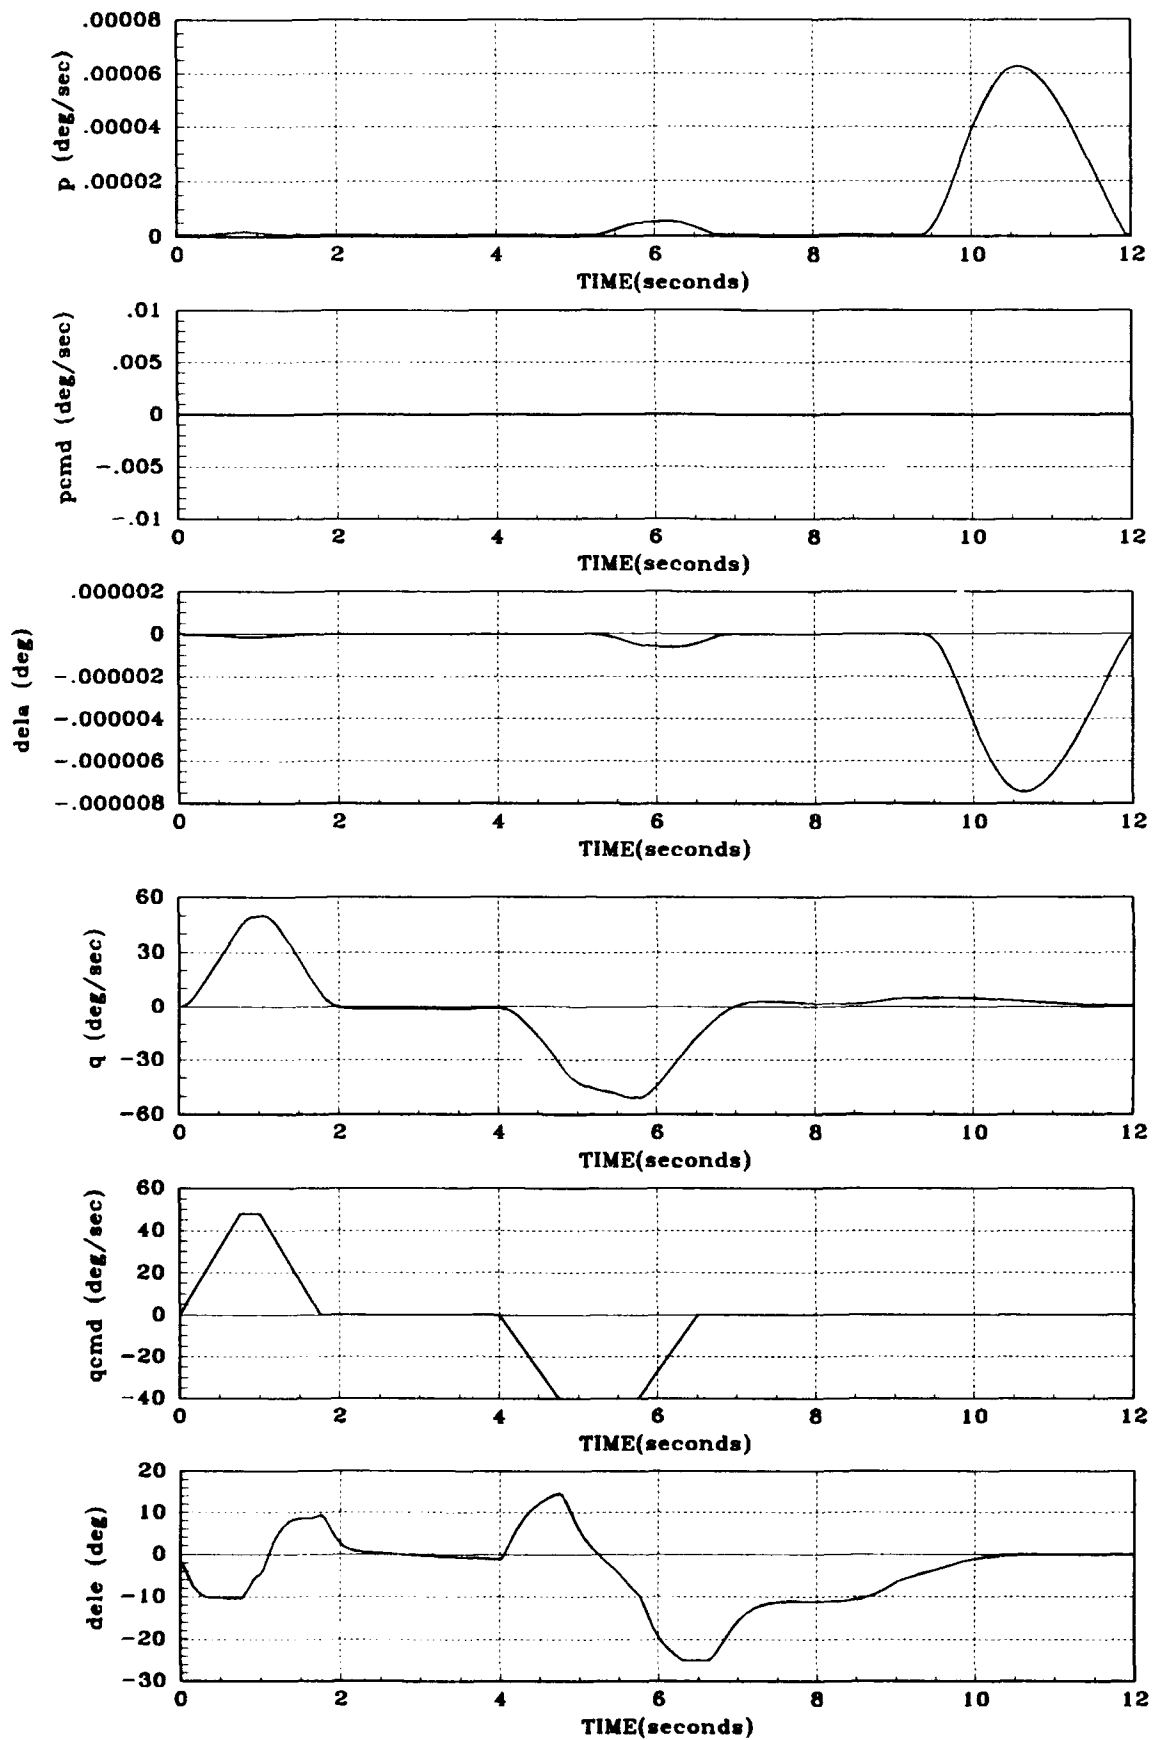 p (deg/sec)
.00008
.00006
.00004
.00002
0
0 2 4 6 8 10 12
TIME(seconds)
pcmd (deg/sec)
.01
.005
0
-.005
-.01
0 2 4 6 8 10 12
TIME(seconds)
dela (deg)
.000002
0
-.000002
-.000004
-.000006
-.000008
0 2 4 6 8 10 12
TIME(seconds)
q (deg/sec)
60
30
0
-30
-60
0 2 4 6 8 10 12
TIME(seconds)
qcmd (deg/sec)
60
40
20
0
-20
-40
0 2 4 6 8 10 12
TIME(seconds)
dele (deg)
20
10
0
-10
-20
-30
0 2 4 6 8 10 12
TIME(seconds)